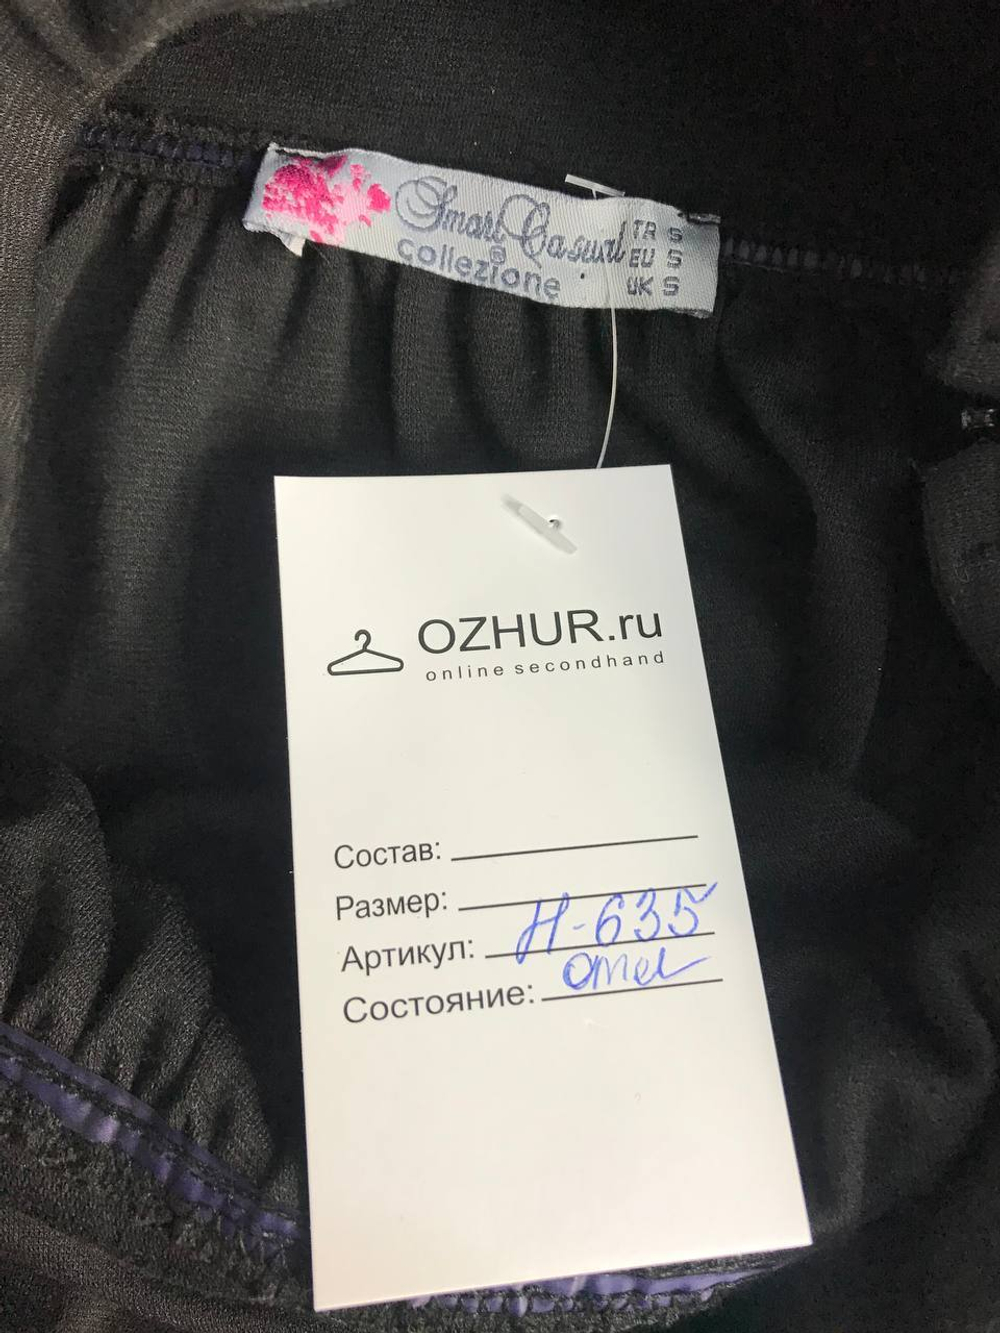 Smart Casual
collezione
TR S
EU S
UK S
OZHUR.ru
online secondhand
Состав:
Размер:
Артикул: H-635
Состояние: отл